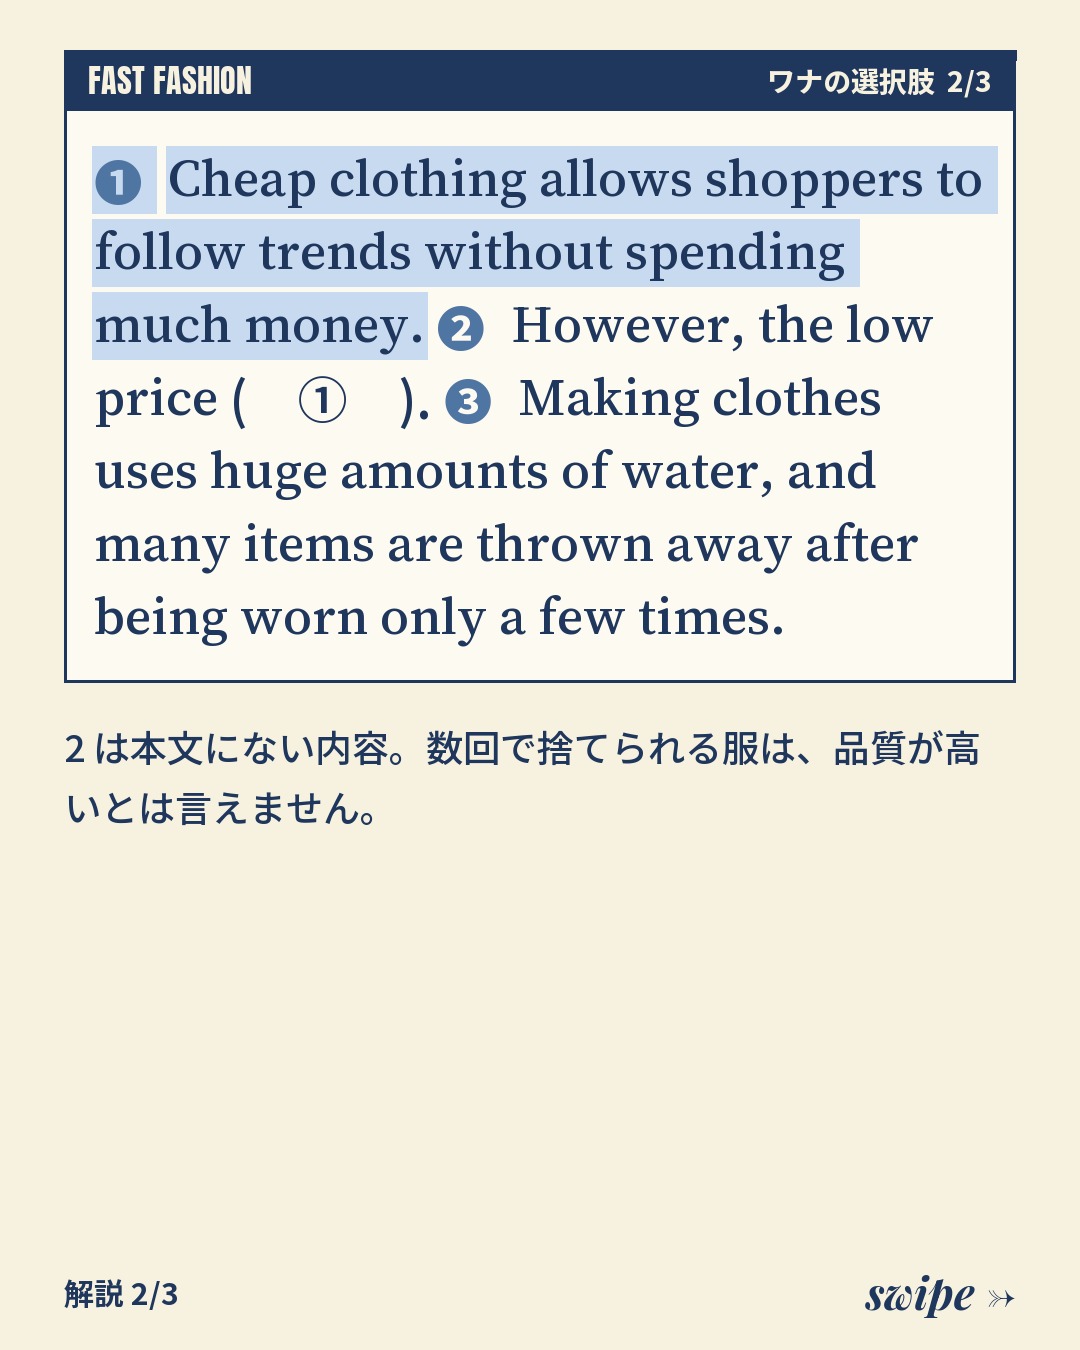 FAST FASHION
ワナの選択肢 2/3
❶ Cheap clothing allows shoppers to
follow trends without spending
much money. ❷ However, the low
price ( ① ). ❸ Making clothes
uses huge amounts of water, and
many items are thrown away after
being worn only a few times.
2 は本文にない内容。数回で捨てられる服は、品質が高
いとは言えません。
解説 2/3
swipe